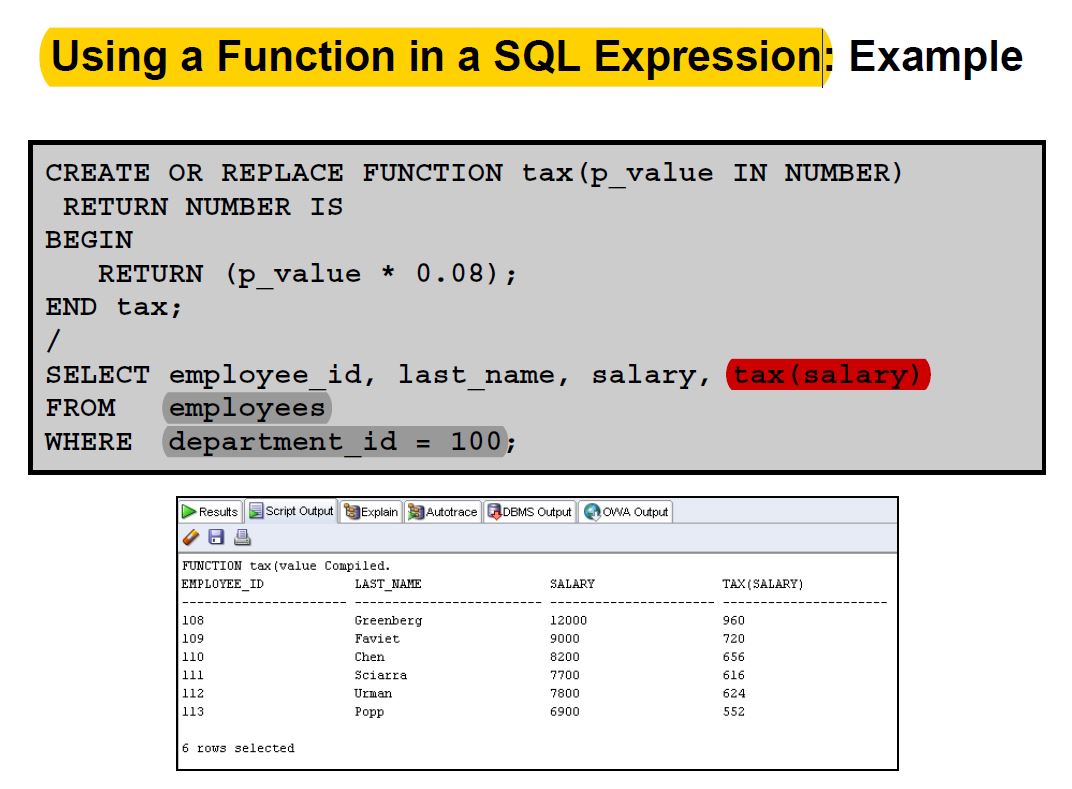 Using a Function in a SQL Expression: Example
CREATE OR REPLACE FUNCTION tax(p_value IN NUMBER)
RETURN NUMBER IS
BEGIN
RETURN (p_value * 0.08);
END tax;
/
SELECT employee_id, last_name, salary, tax(salary)
FROM employees
WHERE department_id = 100;
Results Script Output Explain Autotrace DBMS Output OWA Output
FUNCTION tax(value Compiled.
EMPLOYEE_ID LAST_NAME SALARY TAX(SALARY)
---------------------- ------------------------- ---------------------- ----------------------
108 Greenberg 12000 960
109 Faviet 9000 720
110 Chen 8200 656
111 Sciarra 7700 616
112 Urman 7800 624
113 Popp 6900 552
6 rows selected